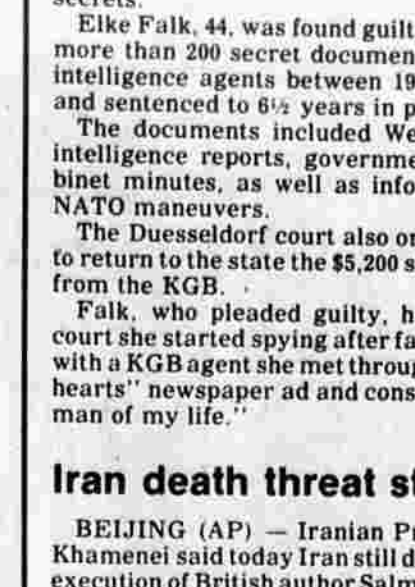 secrets.
Elke Falk, 44, was found guilt
more than 200 secret documen
intelligence agents between 19
and sentenced to 6½ years in p
The documents included We
intelligence reports, governme
binet minutes, as well as info
NATO maneuvers.
The Duesseldorf court also or
to return to the state the $5,200 s
from the KGB.
Falk, who pleaded guilty, h
court she started spying after fa
with a KGB agent she met throug
hearts" newspaper ad and cons
man of my life."
Iran death threat st
BEIJING (AP) — Iranian Pr
Khamenei said today Iran still d
execution of British author Salm